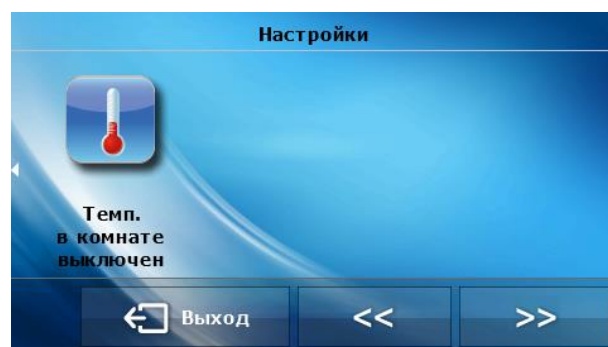 Настройки
Темп.
в комнате
выключен
Выход
<<
>>